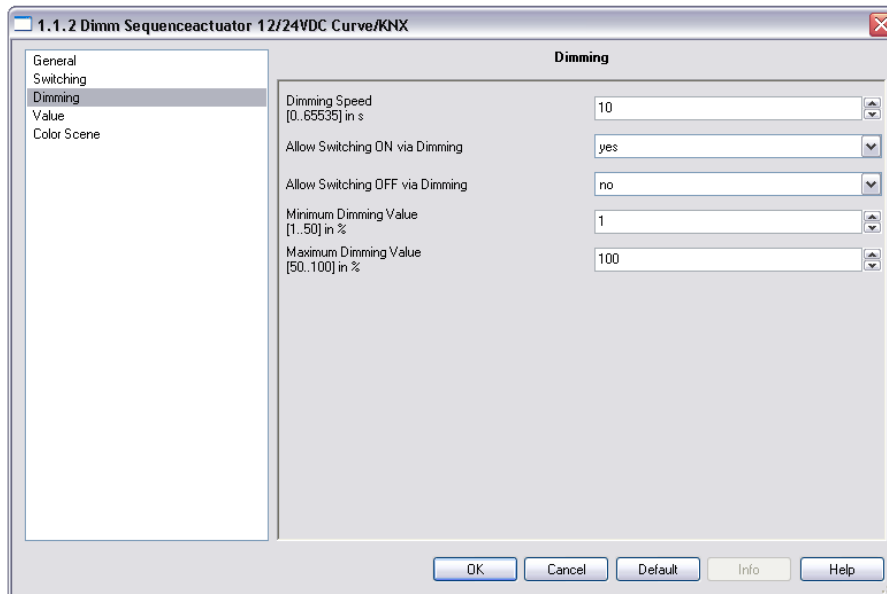 1.1.2 Dimm Sequenceactuator 12/24VDC Curve/KNX
General
Switching
Dimming
Value
Color Scene
Dimming
Dimming Speed
[0..65535] in s
10
Allow Switching ON via Dimming
yes
Allow Switching OFF via Dimming
no
Minimum Dimming Value
[1..50] in %
1
Maximum Dimming Value
[50..100] in %
100
OK
Cancel
Default
Info
Help